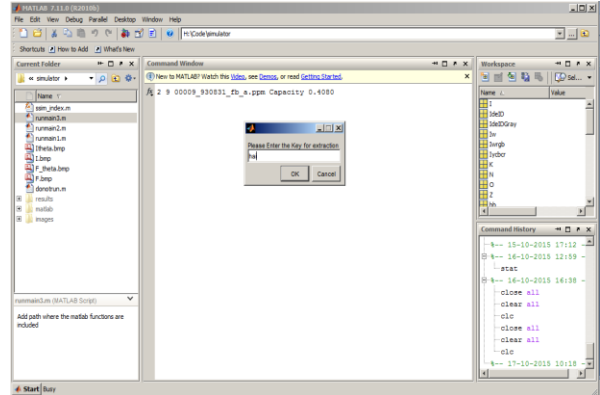 MATLAB 7.11.0 (R2010b)
File Edit View Debug Parallel Desktop Window Help
H:\Code\simulator
Shortcuts How to Add What's New
Current Folder
« simulator
Name
ssim_index.m
runmain3.m
runmain2.m
runmain1.m
Itheta.bmp
I.bmp
F_theta.bmp
F.bmp
donotrun.m
results
matlab
images
runmain3.m (MATLAB Script)
Add path where the matlab functions are
included
Command Window
New to MATLAB? Watch this Video, see Demos, or read Getting Started.
fx 2 9 00009_930831_fb_a.ppm Capacity 0.4080
Please Enter the Key for extraction
OK Cancel
Workspace
Sel...
Name Value
I
IdeID
IdeIDGray
Iw
Iwrgb
Iycbcr
K
N
O
Z
hh
Command History
%-- 15-10-2015 17:12
%-- 16-10-2015 12:59
stat
%-- 16-10-2015 16:38
close all
clear all
clc
close all
clear all
clc
%-- 17-10-2015 10:18
Start Busy